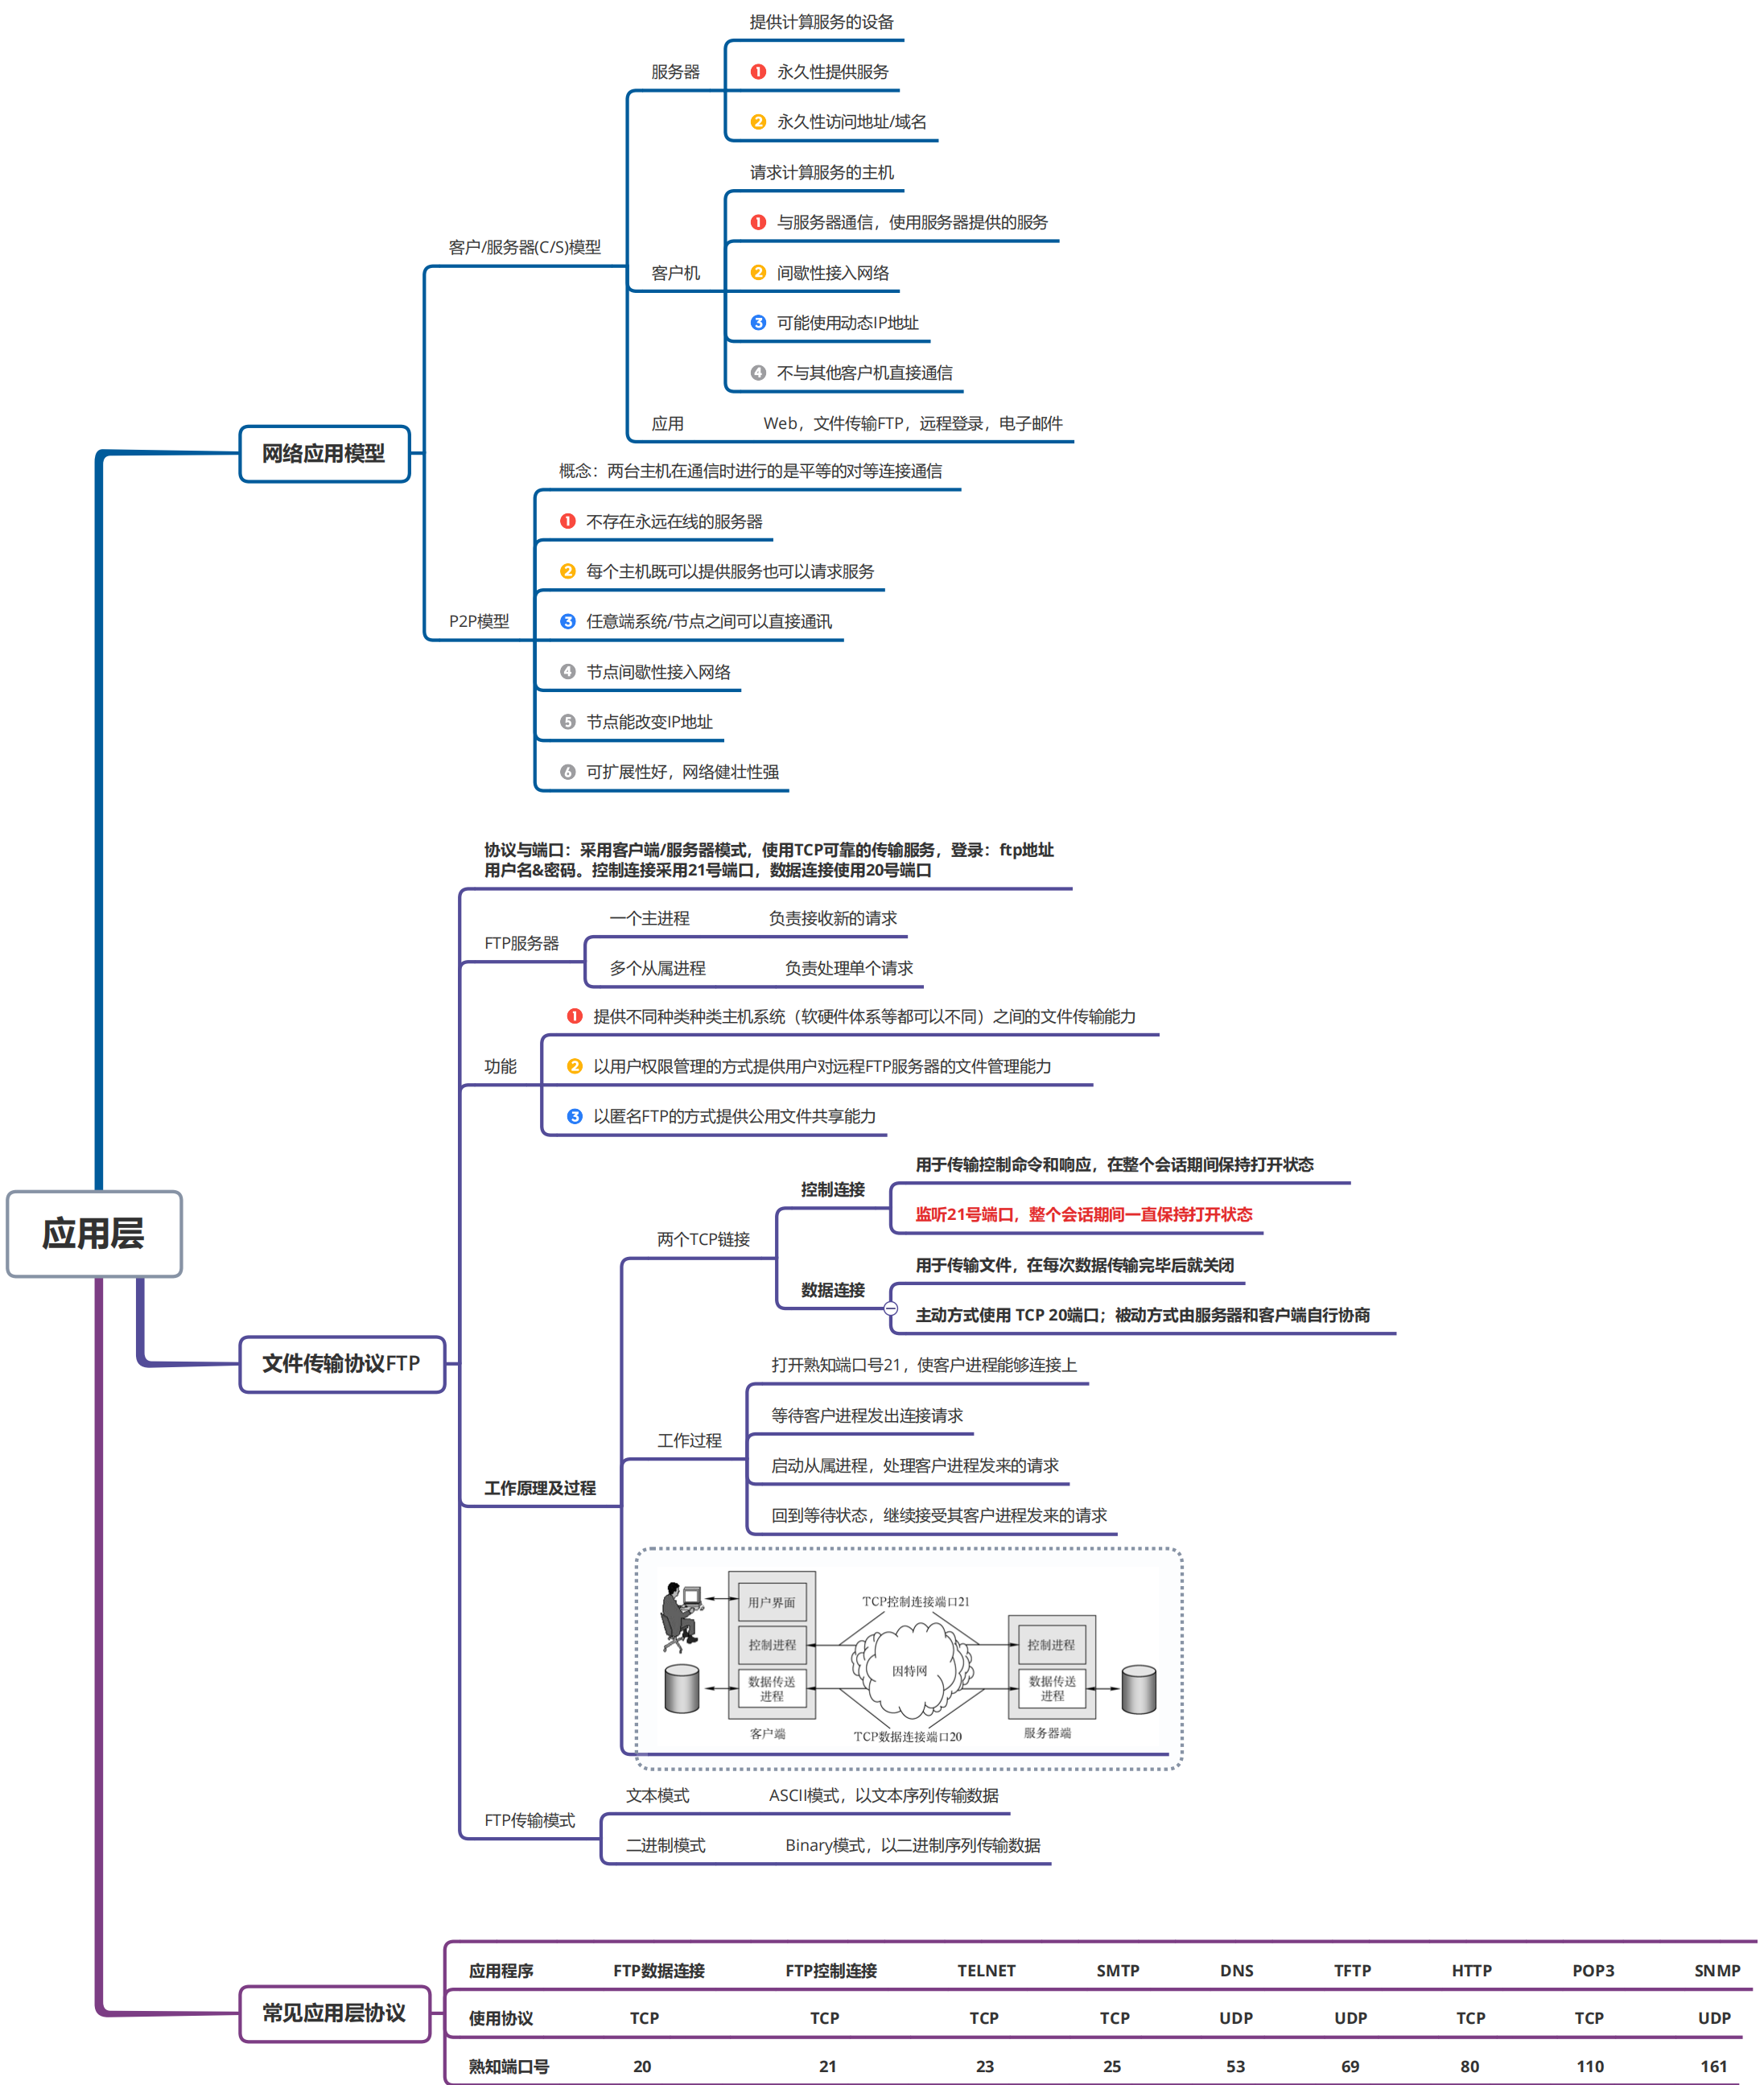 应用层
网络应用模型
客户/服务器(C/S)模型
服务器
提供计算服务的设备
1 永久性提供服务
2 永久性访问地址/域名
客户机
请求计算服务的主机
1 与服务器通信，使用服务器提供的服务
2 间歇性接入网络
3 可能使用动态IP地址
4 不与其他客户机直接通信
应用 Web，文件传输FTP，远程登录，电子邮件
P2P模型
概念：两台主机在通信时进行的是平等的对等连接通信
1 不存在永远在线的服务器
2 每个主机既可以提供服务也可以请求服务
3 任意端系统/节点之间可以直接通讯
4 节点间歇性接入网络
5 节点能改变IP地址
6 可扩展性好，网络健壮性强
文件传输协议FTP
协议与端口：采用客户端/服务器模式，使用TCP可靠的传输服务，登录：ftp地址
用户名&密码。控制连接采用21号端口，数据连接使用20号端口
FTP服务器
一个主进程 负责接收新的请求
多个从属进程 负责处理单个请求
功能
1 提供不同种类种类主机系统（软硬件体系等都可以不同）之间的文件传输能力
2 以用户权限管理的方式提供用户对远程FTP服务器的文件管理能力
3 以匿名FTP的方式提供公用文件共享能力
工作原理及过程
两个TCP链接
控制连接
用于传输控制命令和响应，在整个会话期间保持打开状态
监听21号端口，整个会话期间一直保持打开状态
数据连接
用于传输文件，在每次数据传输完毕后就关闭
主动方式使用 TCP 20端口；被动方式由服务器和客户端自行协商
工作过程
打开熟知端口号21，使客户进程能够连接上
等待客户进程发出连接请求
启动从属进程，处理客户进程发来的请求
回到等待状态，继续接受其客户进程发来的请求
用户界面
控制进程
数据传送
进程
客户端
TCP控制连接端口21
因特网
TCP数据连接端口20
控制进程
数据传送
进程
服务器端
FTP传输模式
文本模式 ASCII模式，以文本序列传输数据
二进制模式 Binary模式，以二进制序列传输数据
常见应用层协议
应用程序 FTP数据连接 FTP控制连接 TELNET SMTP DNS TFTP HTTP POP3 SNMP
使用协议 TCP TCP TCP TCP UDP UDP TCP TCP UDP
熟知端口号 20 21 23 25 53 69 80 110 161